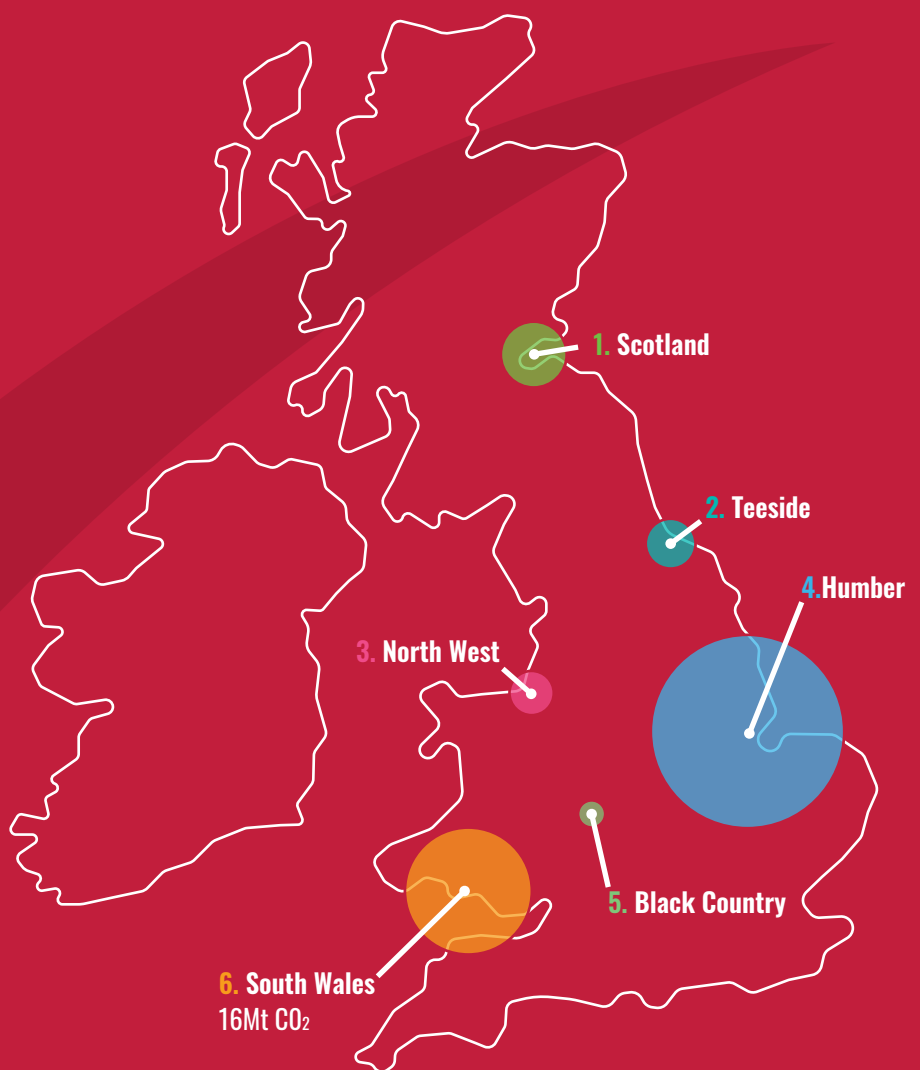 1. Scotland
2. Teeside
4.Humber
3. North West
5. Black Country
6. South Wales
16Mt CO₂